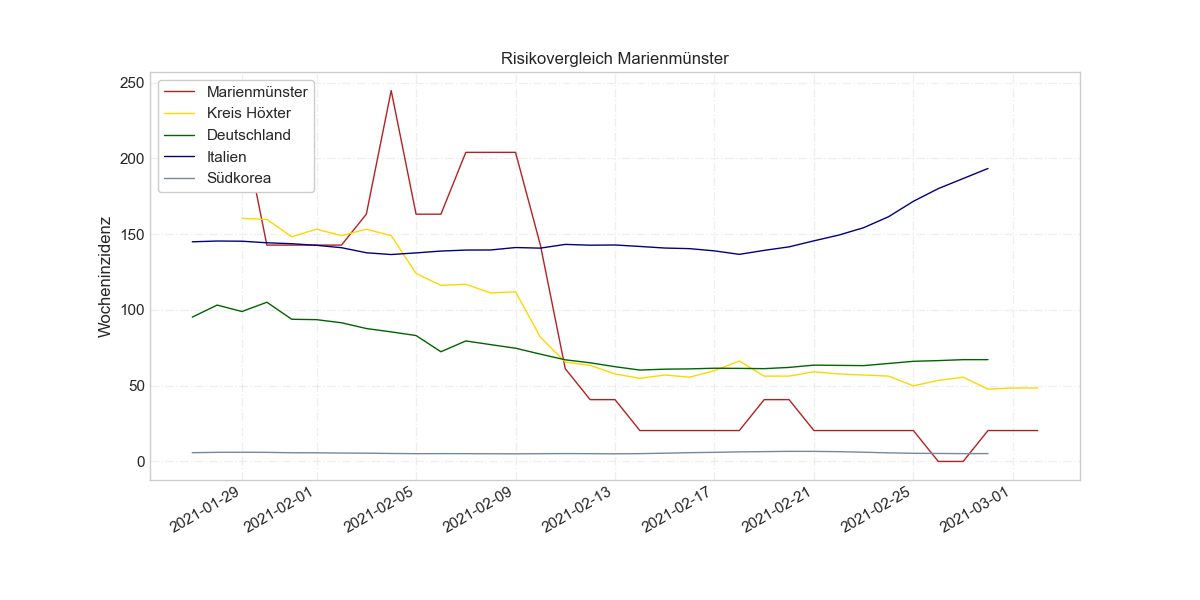 Risikovergleich Marienmünster
Wocheninzidenz
250
200
150
100
50
0
Marienmünster
Kreis Höxter
Deutschland
Italien
Südkorea
2021-01-29
2021-02-01
2021-02-05
2021-02-09
2021-02-13
2021-02-17
2021-02-21
2021-02-25
2021-03-01